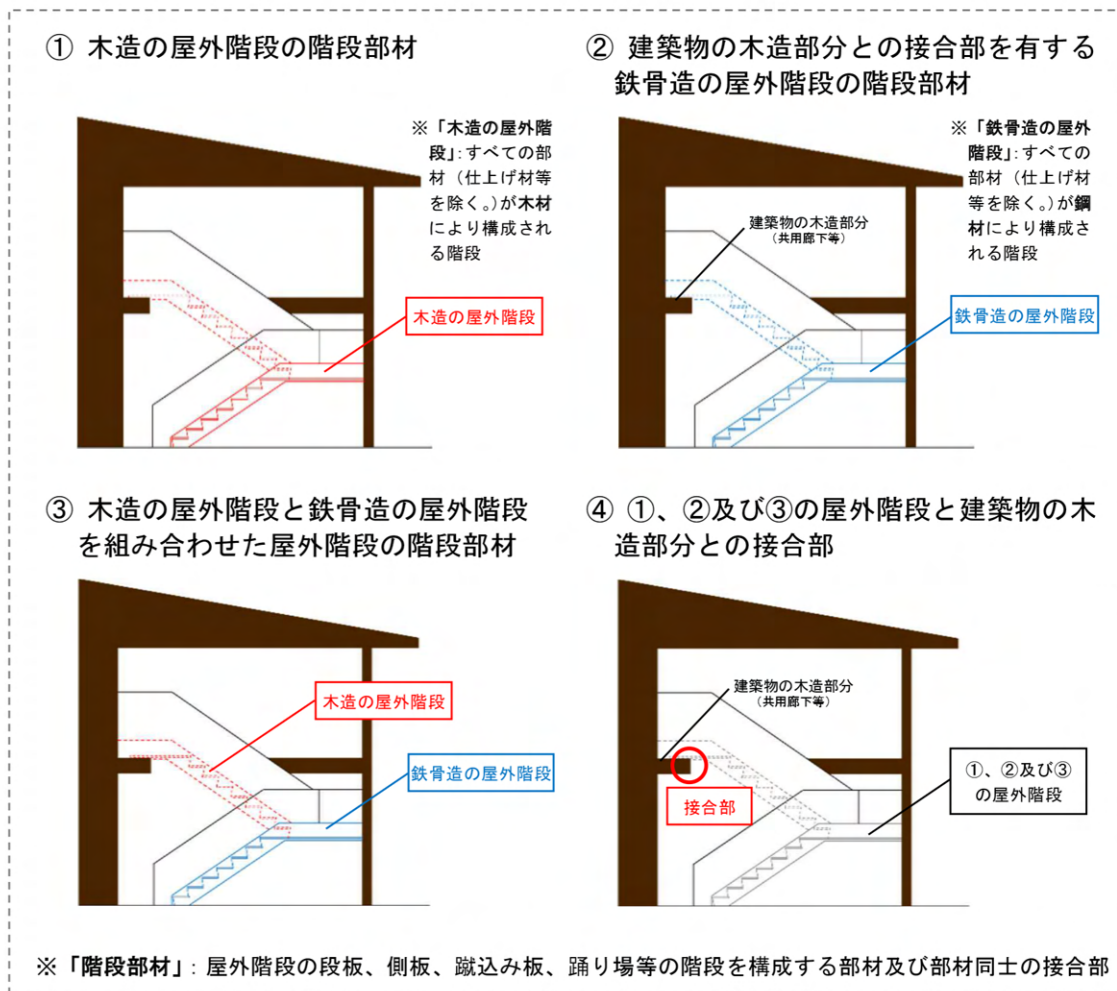 ① 木造の屋外階段の階段部材
※「木造の屋外階
段」:すべての部
材（仕上げ材等
を除く。)が木材
により構成され
る階段
木造の屋外階段
② 建築物の木造部分との接合部を有する
鉄骨造の屋外階段の階段部材
※「鉄骨造の屋外
階段」:すべての
部材（仕上げ材
等を除く。)が鋼
材により構成さ
れる階段
建築物の木造部分
（共用廊下等）
鉄骨造の屋外階段
③ 木造の屋外階段と鉄骨造の屋外階段
を組み合わせた屋外階段の階段部材
木造の屋外階段
鉄骨造の屋外階段
④ ①、②及び③の屋外階段と建築物の木
造部分との接合部
建築物の木造部分
（共用廊下等）
接合部
①、②及び③
の屋外階段
※「階段部材」: 屋外階段の段板、側板、蹴込み板、踊り場等の階段を構成する部材及び部材同士の接合部